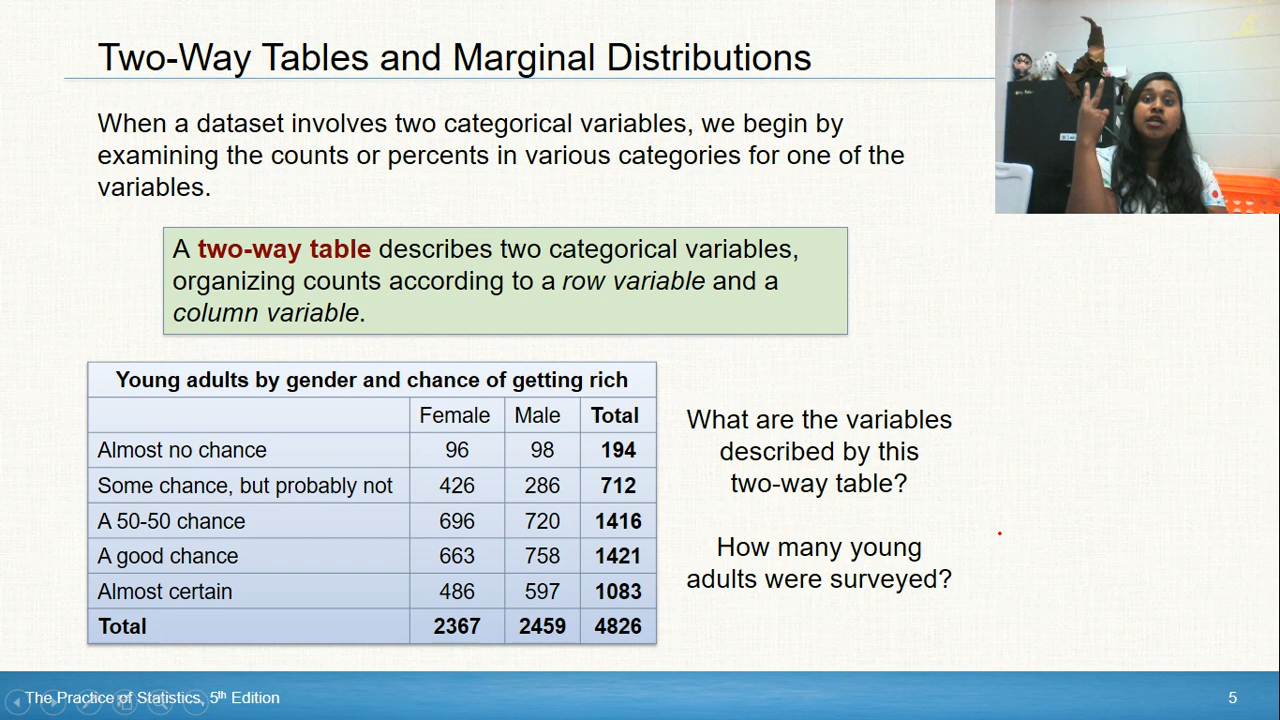 Two-Way Tables and Marginal Distributions
When a dataset involves two categorical variables, we begin by
examining the counts or percents in various categories for one of the
variables.
A two-way table describes two categorical variables,
organizing counts according to a row variable and a
column variable.
Young adults by gender and chance of getting rich
Female Male Total
Almost no chance 96 98 194
Some chance, but probably not 426 286 712
A 50-50 chance 696 720 1416
A good chance 663 758 1421
Almost certain 486 597 1083
Total 2367 2459 4826
What are the variables
described by this
two-way table?
How many young
adults were surveyed?
The Practice of Statistics, 5th Edition
5